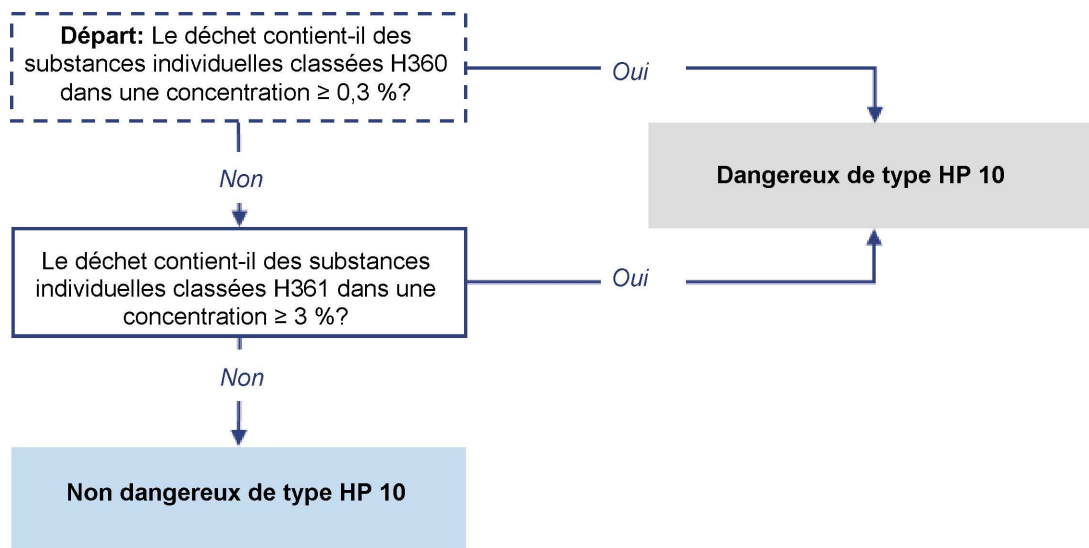 Départ: Le déchet contient-il des
substances individuelles classées H360
dans une concentration ≥ 0,3 %?
Oui
Dangereux de type HP 10
Non
Le déchet contient-il des substances
individuelles classées H361 dans une
concentration ≥ 3 %?
Oui
Non
Non dangereux de type HP 10